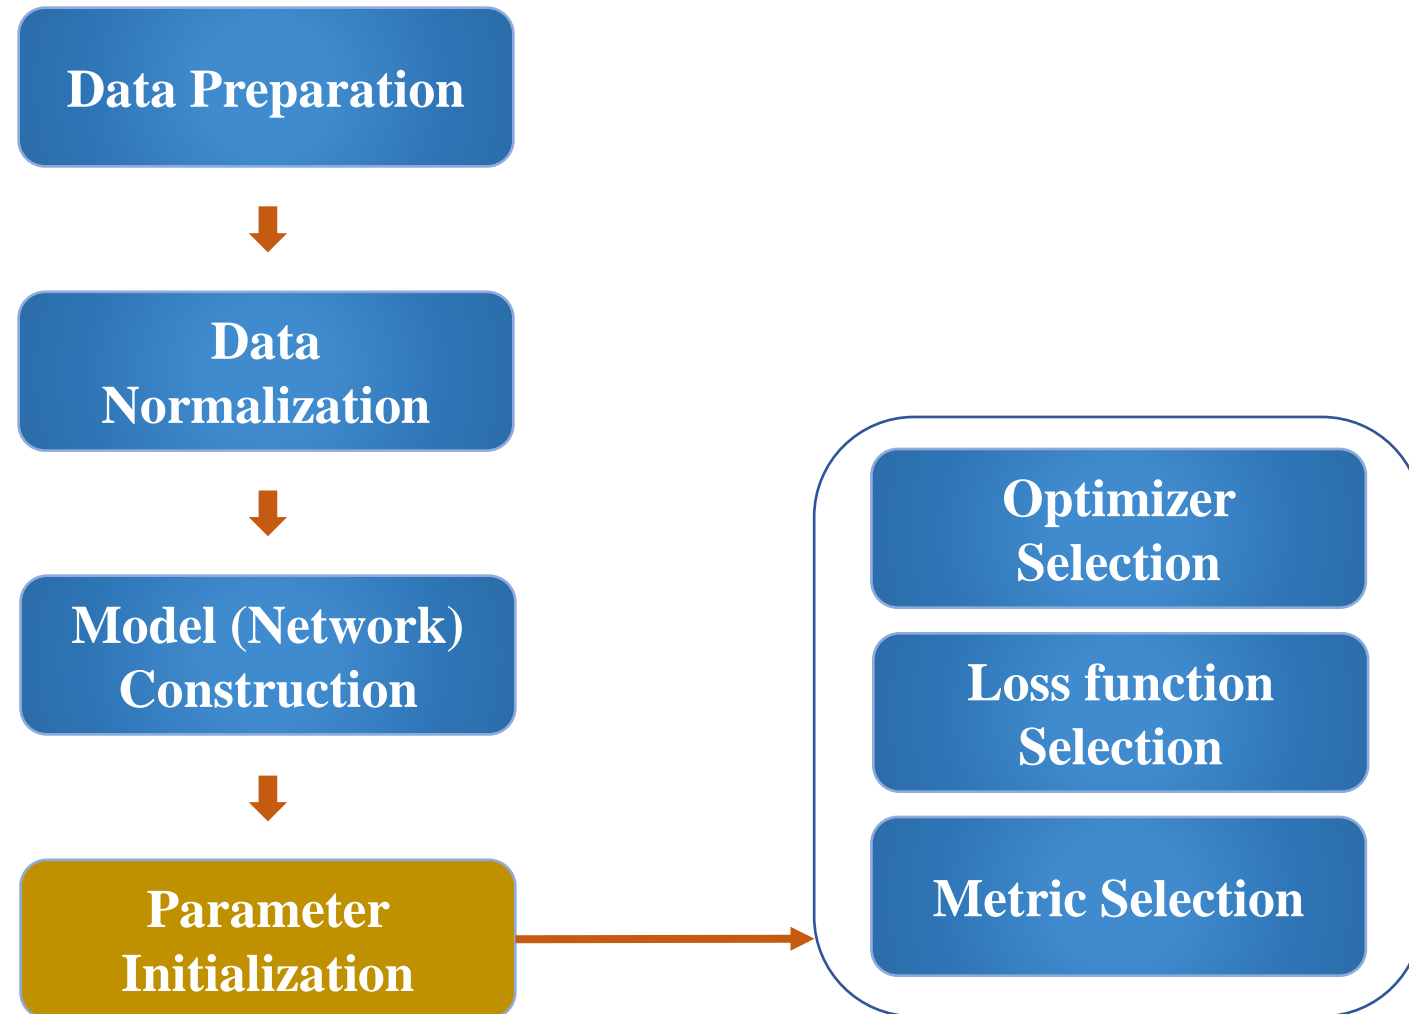 Data Preparation
Data
Normalization
Model (Network)
Construction
Parameter
Initialization
Optimizer
Selection
Loss function
Selection
Metric Selection